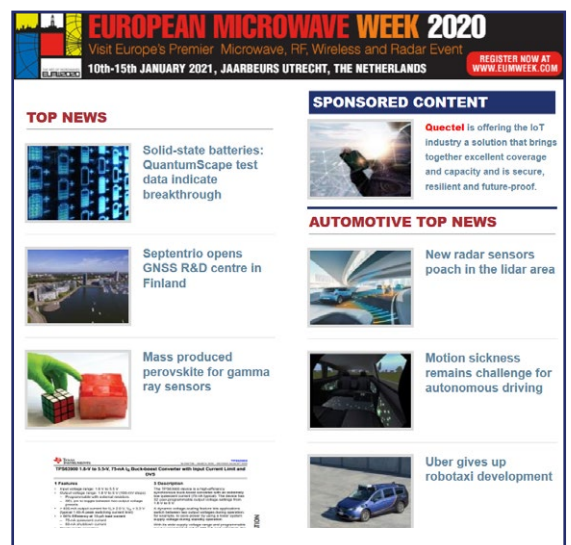 EUROPEAN MICROWAVE WEEK 2020
Visit Europe's Premier Microwave, RF, Wireless and Radar Event
10th-15th JANUARY 2021, JAARBEURS UTRECHT, THE NETHERLANDS
REGISTER NOW AT
WWW.EUMWEEK.COM
TOP NEWS
Solid-state batteries:
QuantumScape test
data indicate
breakthrough
Septentrio opens
GNSS R&D centre in
Finland
Mass produced
perovskite for gamma
ray sensors
TEXAS
INSTRUMENTS
1 Features
3 Description
SPONSORED CONTENT
Quectel is offering the IoT
industry a solution that brings
together excellent coverage
and capacity and is secure,
resilient and future-proof.
AUTOMOTIVE TOP NEWS
New radar sensors
poach in the lidar area
Motion sickness
remains challenge for
autonomous driving
Uber gives up
robotaxi development